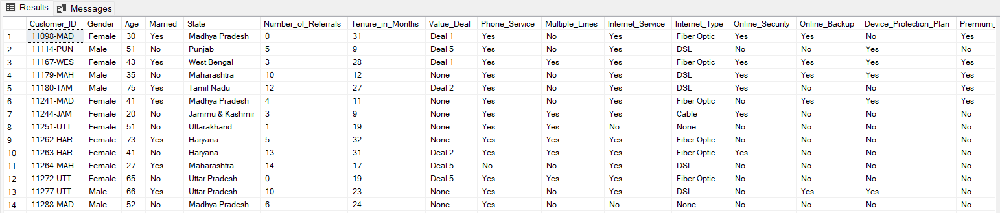 Results Messages
Customer_ID Gender Age Married State Number_of_Referrals Tenure_in_Months Value_Deal Phone_Service Multiple_Lines Internet_Service Internet_Type Online_Security Online_Backup Device_Protection_Plan Premium_
1 11098-MAD Female 30 Yes Madhya Pradesh 0 31 Deal 1 Yes No Yes Fiber Optic Yes Yes No Yes
2 11114-PUN Male 51 No Punjab 5 9 Deal 5 Yes No Yes DSL No No Yes No
3 11167-WES Female 43 Yes West Bengal 3 28 Deal 1 Yes Yes Yes Fiber Optic Yes Yes Yes Yes
4 11179-MAH Male 35 No Maharashtra 10 12 None Yes No Yes DSL Yes Yes Yes Yes
5 11180-TAM Male 75 Yes Tamil Nadu 12 27 Deal 2 Yes No Yes DSL Yes No No Yes
6 11241-MAD Female 41 Yes Madhya Pradesh 4 11 None Yes No Yes Fiber Optic No Yes Yes Yes
7 11244-JAM Female 20 No Jammu & Kashmir 3 9 None Yes Yes Yes Cable Yes No No No
8 11251-UTT Female 51 No Uttarakhand 1 19 None Yes Yes No None No No No No
9 11262-HAR Female 73 Yes Haryana 5 32 None Yes Yes Yes Fiber Optic No No No No
10 11263-HAR Female 41 No Haryana 13 31 Deal 2 Yes Yes Yes Fiber Optic Yes No No No
11 11264-MAH Female 27 Yes Maharashtra 14 17 Deal 5 No No Yes DSL No No No No
12 11272-UTT Female 65 No Uttar Pradesh 0 19 Deal 5 Yes Yes Yes Fiber Optic No No No No
13 11277-UTT Male 66 Yes Uttar Pradesh 10 23 None Yes No Yes DSL No Yes Yes No
14 11288-MAD Male 52 No Madhya Pradesh 6 24 None Yes No No None No No No No